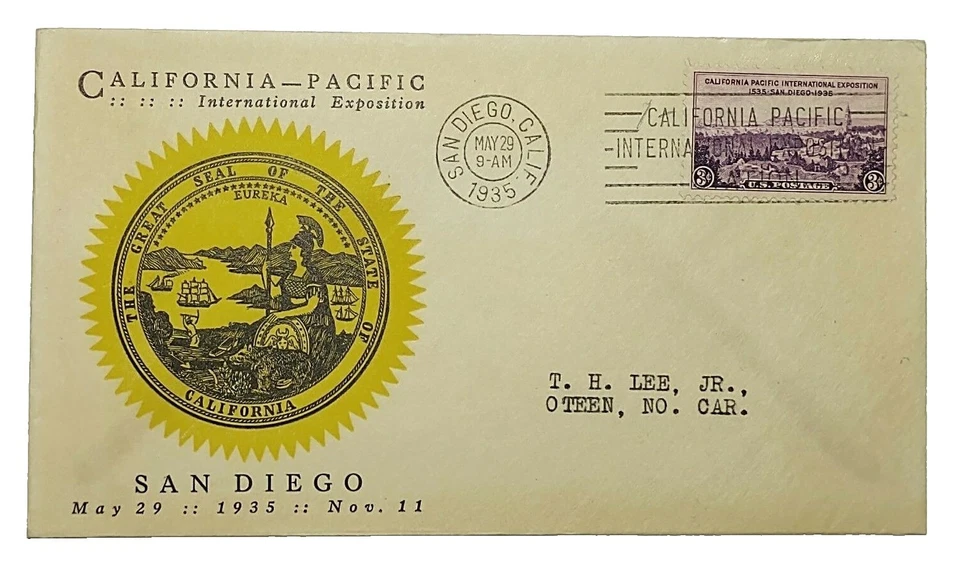 CALIFORNIA—PACIFIC
:: :: :: International Exposition
THE GREAT SEAL OF THE STATE OF CALIFORNIA
EUREKA
SAN DIEGO
May 29 :: 1935 :: Nov. 11
SAN DIEGO, CALIF.
MAY 29
9-AM
1935
CALIFORNIA PACIFIC
INTERNATIONAL EXPOSITION
CALIFORNIA PACIFIC INTERNATIONAL EXPOSITION
1535·SAN DIEGO·1935
3¢ U.S. POSTAGE 3¢
T. H. LEE, JR.,
OTEEN, NO. CAR.